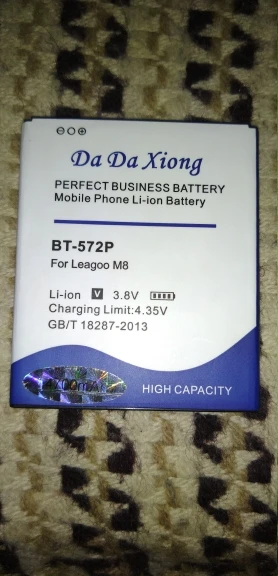 Da Da Xiong
PERFECT BUSINESS BATTERY
Mobile Phone Li-ion Battery
BT-572P
For Leagoo M8
Li-ion V 3.8V
Charging Limit:4.35V
GB/T 18287-2013
4700mAh
HIGH CAPACITY